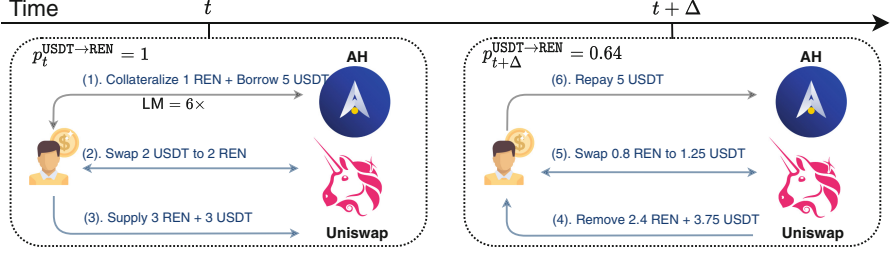 Time
t
t + Δ
p_t^{USDT→REN} = 1
AH
(1). Collateralize 1 REN + Borrow 5 USDT
LM = 6×
(2). Swap 2 USDT to 2 REN
(3). Supply 3 REN + 3 USDT
Uniswap
p_{t+Δ}^{USDT→REN} = 0.64
AH
(6). Repay 5 USDT
(5). Swap 0.8 REN to 1.25 USDT
(4). Remove 2.4 REN + 3.75 USDT
Uniswap